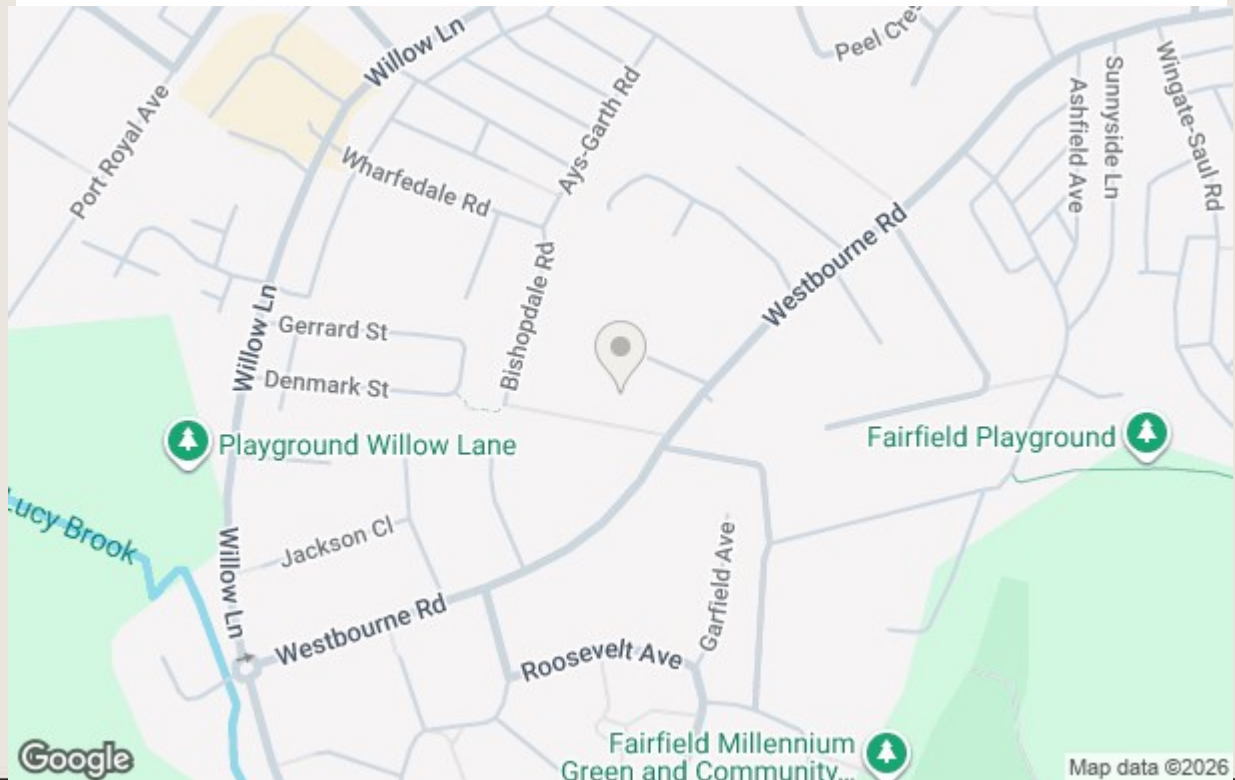 Willow Ln
Peel Cres
Port Royal Ave
Ays-Garth Rd
Wharfedale Rd
Ashfield Ave
Sunnyside Ln
Wingate-Saul Rd
Westbourne Rd
Bishopdale Rd
Willow Ln
Gerrard St
Denmark St
Playground Willow Lane
Fairfield Playground
Lucy Brook
Jackson Cl
Willow Ln
Garfield Ave
Westbourne Rd
Roosevelt Ave
Fairfield Millennium
Green and Community...
Google
Map data ©2026